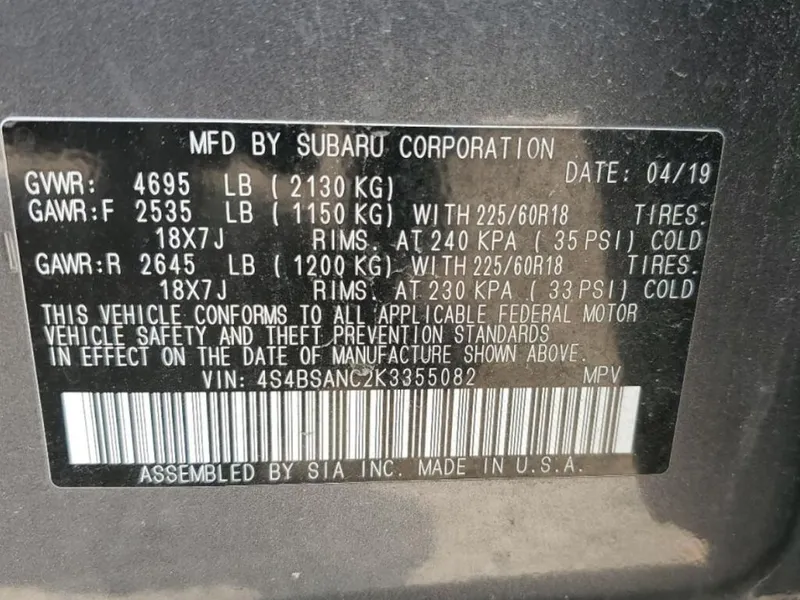 MFD BY SUBARU CORPORATION
DATE: 04/19
GVWR: 4695 LB ( 2130 KG)
GAWR:F 2535 LB ( 1150 KG) WITH 225/60R18 TIRES.
18X7J RIMS. AT 240 KPA ( 35 PSI) COLD
GAWR:R 2645 LB ( 1200 KG) WITH 225/60R18 TIRES.
18X7J RIMS. AT 230 KPA ( 33 PSI) COLD
THIS VEHICLE CONFORMS TO ALL APPLICABLE FEDERAL MOTOR
VEHICLE SAFETY AND THEFT PREVENTION STANDARDS
IN EFFECT ON THE DATE OF MANUFACTURE SHOWN ABOVE.
VIN: 4S4BSANC2K3355082 MPV
ASSEMBLED BY SIA INC. MADE IN U.S.A.